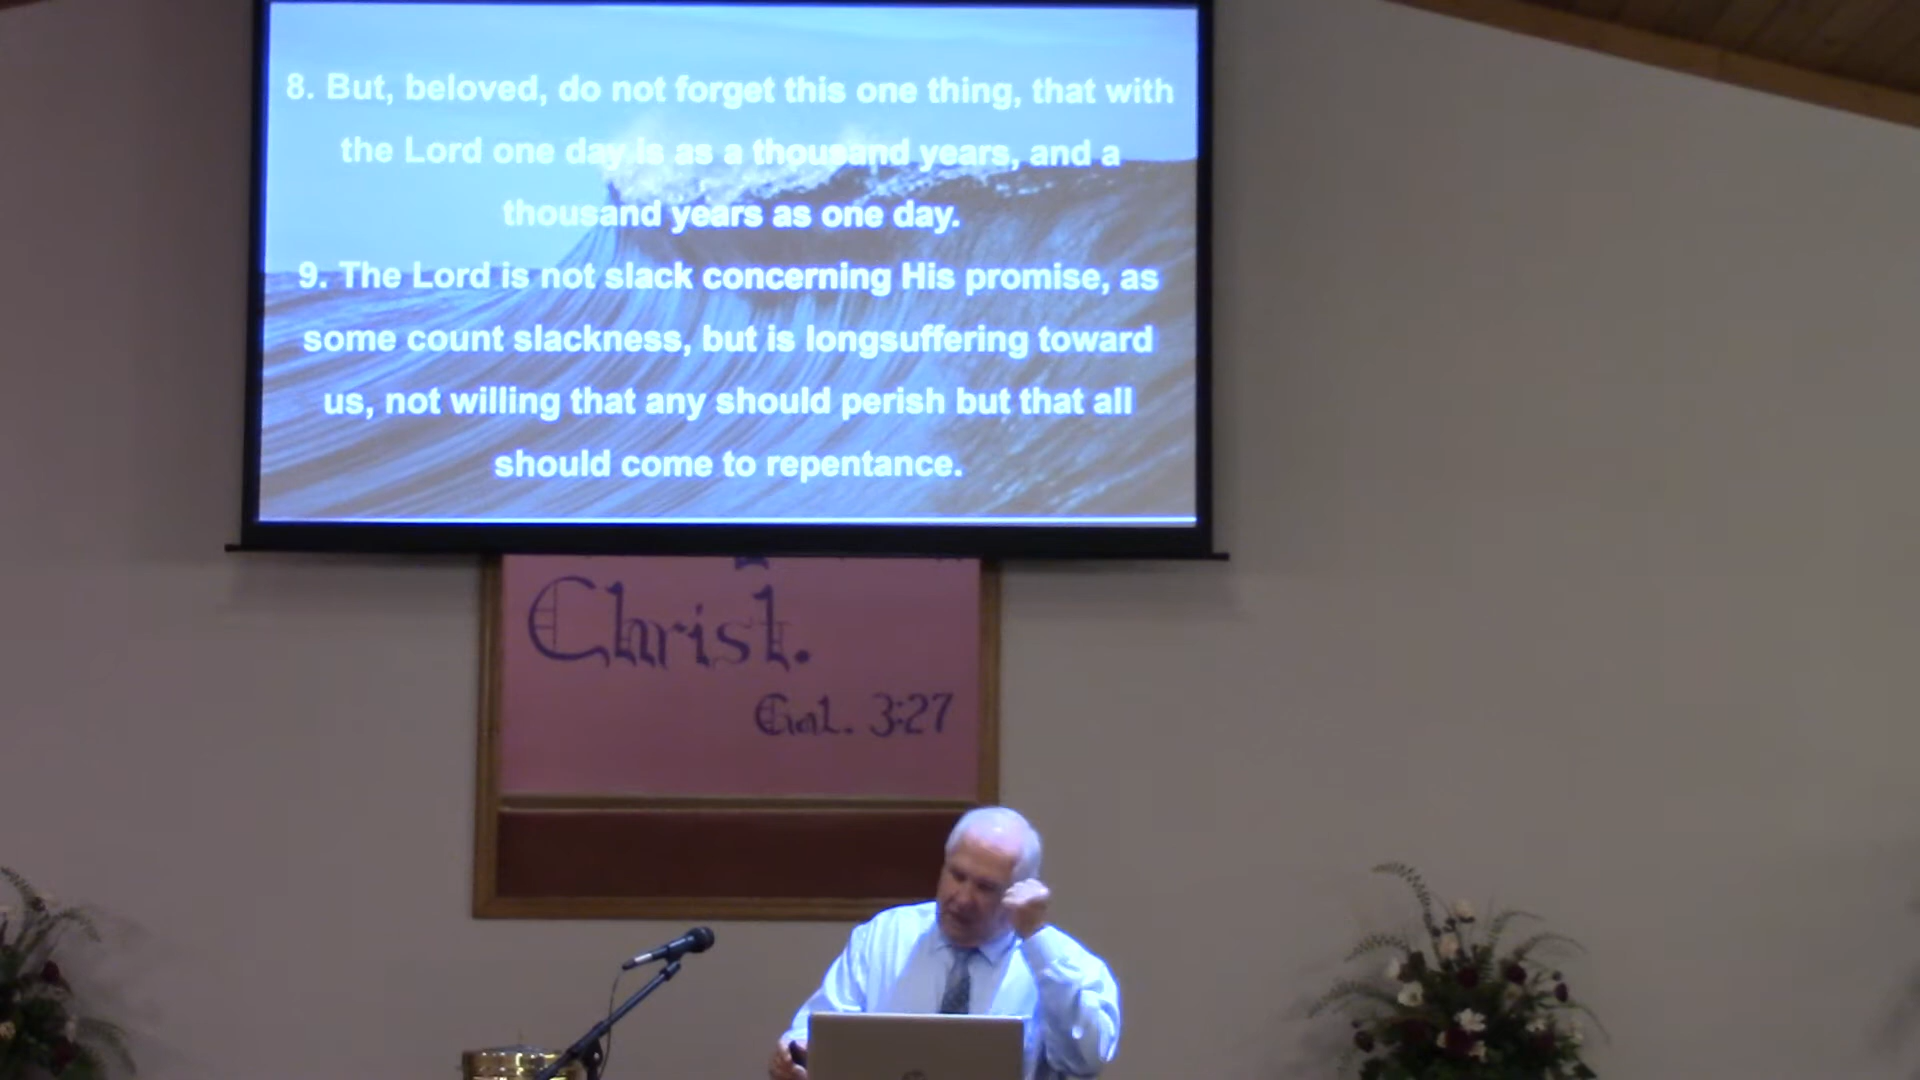 8. But, beloved, do not forget this one thing, that with
the Lord one day is as a thousand years, and a
thousand years as one day.
9. The Lord is not slack concerning His promise, as
some count slackness, but is longsuffering toward
us, not willing that any should perish but that all
should come to repentance.
Christ.
Gal. 3:27